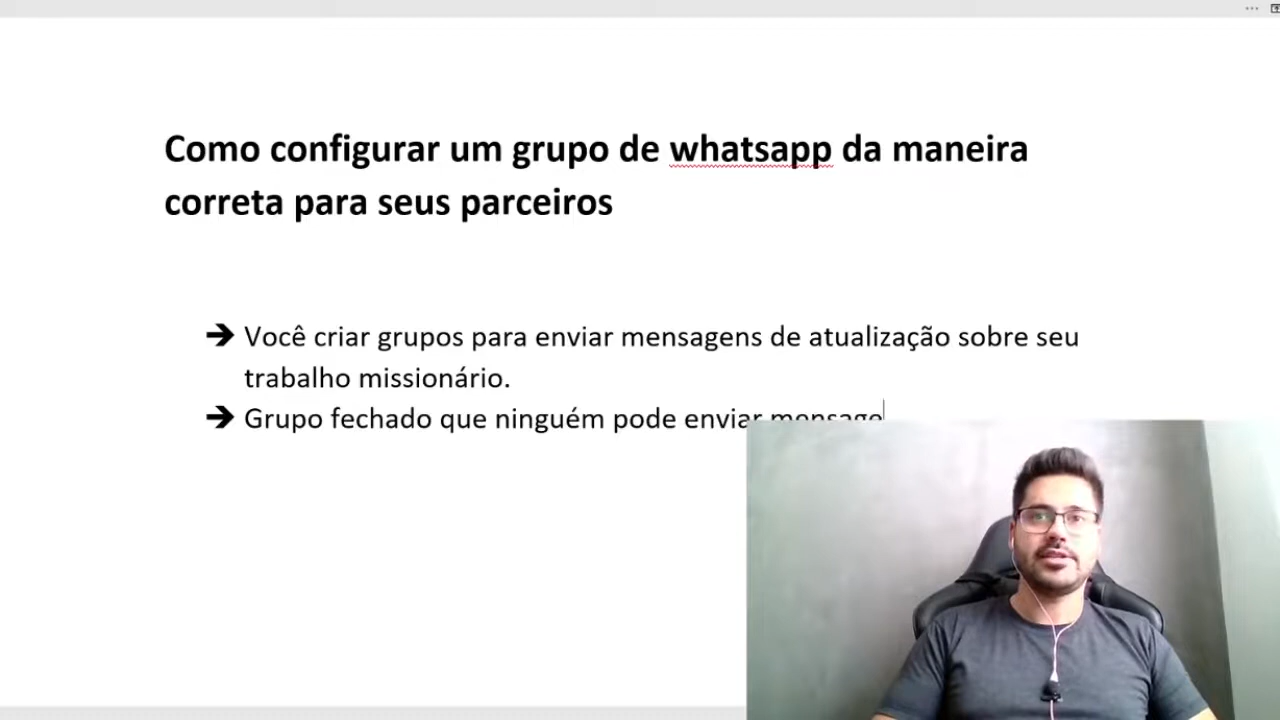 Como configurar um grupo de whatsapp da maneira
correta para seus parceiros
➔ Você criar grupos para enviar mensagens de atualização sobre seu
trabalho missionário.
➔ Grupo fechado que ninguém pode enviar mensage